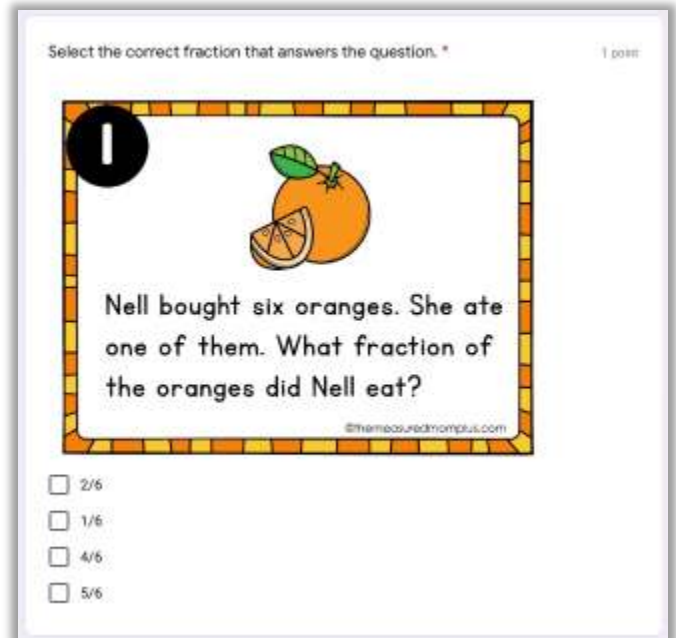 Select the correct fraction that answers the question. *
1 point
1
Nell bought six oranges. She ate
one of them. What fraction of
the oranges did Nell eat?
©themeasuredmomplus.com
2/6
1/6
4/6
5/6